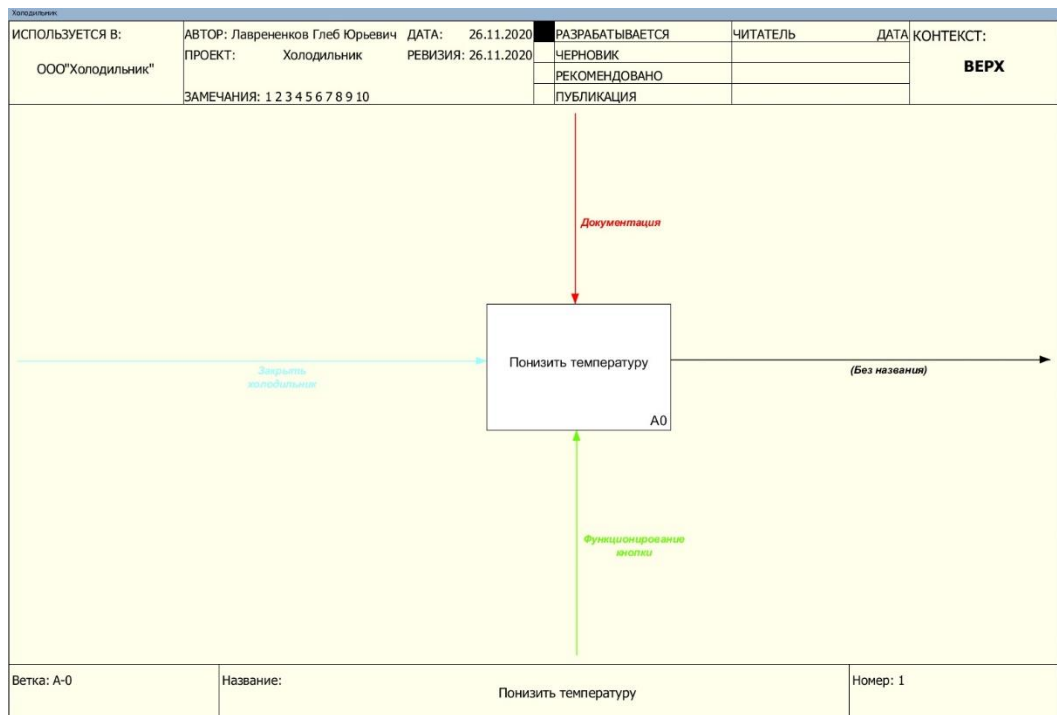 Холодильник
ИСПОЛЬЗУЕТСЯ В:
ООО"Холодильник"
АВТОР: Лаврененков Глеб Юрьевич ДАТА: 26.11.2020
ПРОЕКТ: Холодильник РЕВИЗИЯ: 26.11.2020
ЗАМЕЧАНИЯ: 1 2 3 4 5 6 7 8 9 10
РАЗРАБАТЫВАЕТСЯ
ЧЕРНОВИК
РЕКОМЕНДОВАНО
ПУБЛИКАЦИЯ
ЧИТАТЕЛЬ ДАТА
КОНТЕКСТ:
ВЕРХ
Документация
Закрыть
холодильник
Понизить температуру
A0
(Без названия)
Функционирование
кнопки
Ветка: A-0
Название:
Понизить температуру
Номер: 1